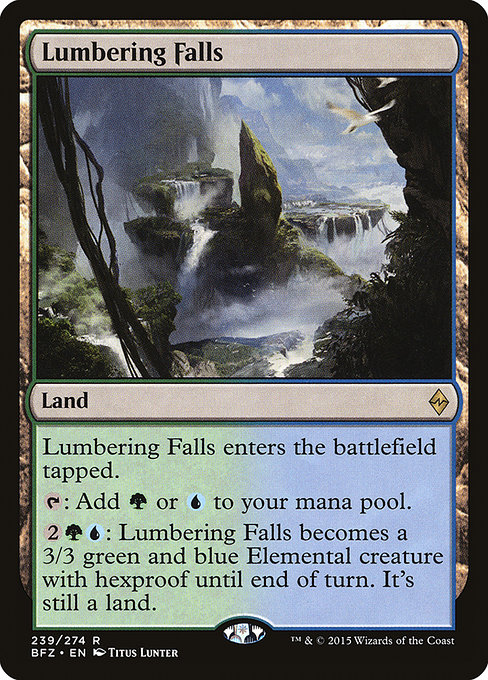 Lumbering Falls
Land
Lumbering Falls enters the battlefield
tapped.
: Add or to your mana pool.
2: Lumbering Falls becomes a
3/3 green and blue Elemental creature
with hexproof until end of turn. It's
still a land.
239/274 R
BFZ • EN Titus Lunter
™ & © 2015 Wizards of the Coast